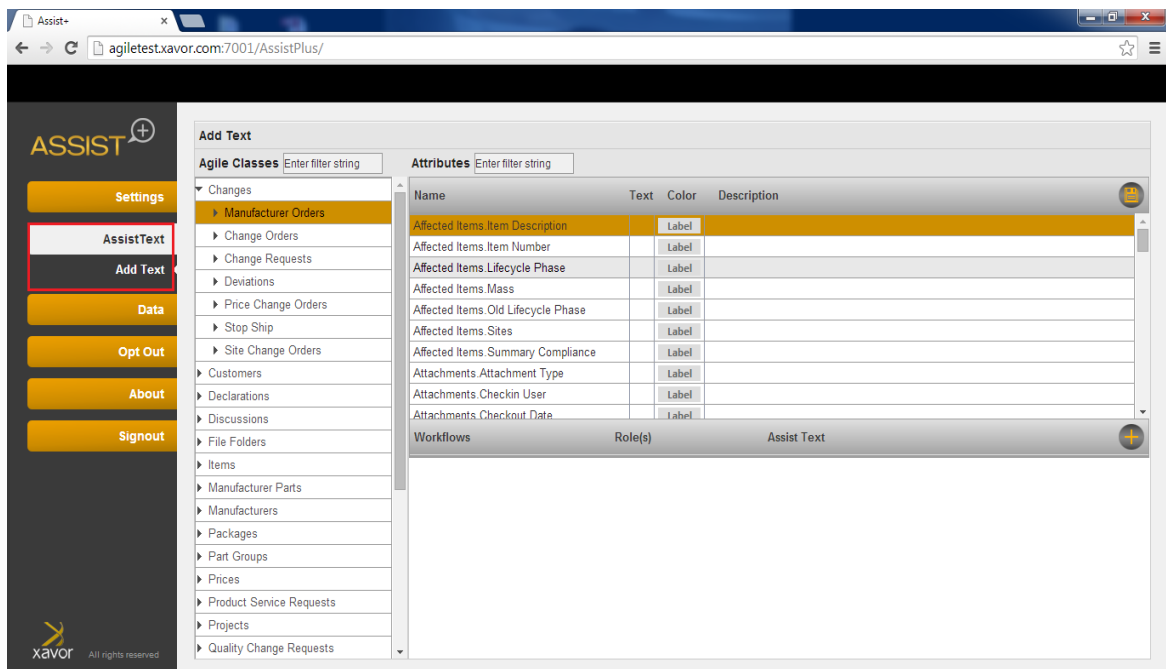 Assist+
agiletest.xavor.com:7001/AssistPlus/
ASSIST
Settings
AssistText
Add Text
Data
Opt Out
About
Signout
xavor All rights reserved
Add Text
Agile Classes Enter filter string
Changes
Manufacturer Orders
Change Orders
Change Requests
Deviations
Price Change Orders
Stop Ship
Site Change Orders
Customers
Declarations
Discussions
File Folders
Items
Manufacturer Parts
Manufacturers
Packages
Part Groups
Prices
Product Service Requests
Projects
Quality Change Requests
Attributes Enter filter string
Name Text Color Description
Affected Items.Item Description Label
Affected Items.Item Number Label
Affected Items.Lifecycle Phase Label
Affected Items.Mass Label
Affected Items.Old Lifecycle Phase Label
Affected Items.Sites Label
Affected Items.Summary Compliance Label
Attachments.Attachment Type Label
Attachments.Checkin User Label
Attachments.Checkout Date Label
Workflows Role(s) Assist Text